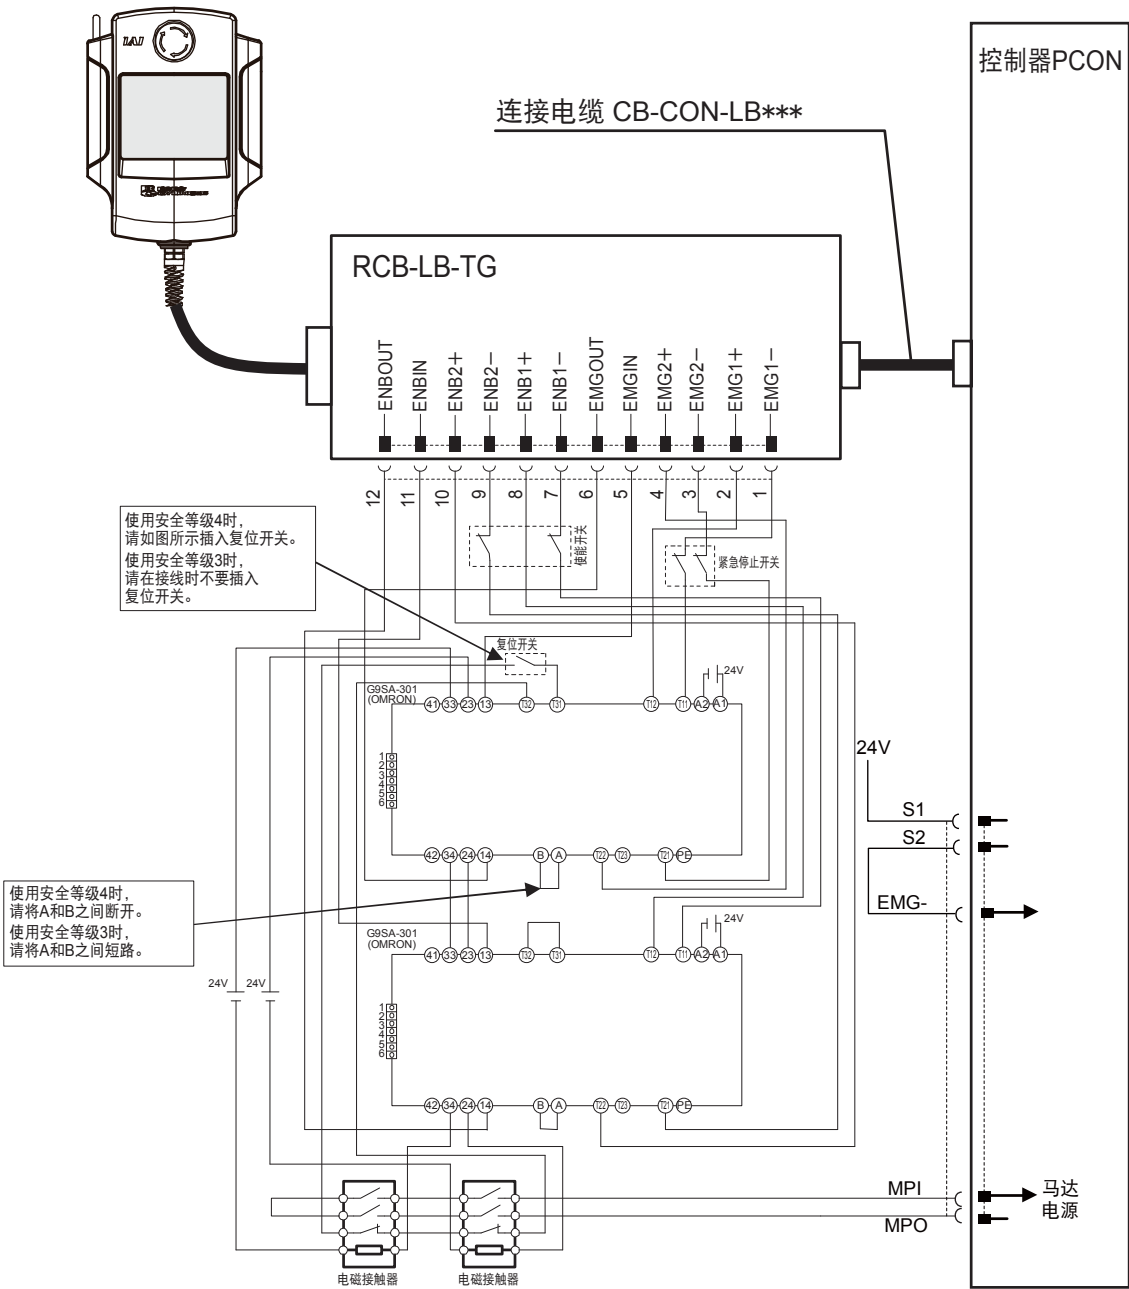 IAI
控制器PCON
连接电缆 CB-CON-LB***
RCB-LB-TG
ENBOUT
ENBIN
ENB2+
ENB2−
ENB1+
ENB1−
EMGOUT
EMGIN
EMG2+
EMG2−
EMG1+
EMG1−
12
11
10
9
8
7
6
5
4
3
2
1
使用安全等级4时，
请如图所示插入复位开关。
使用安全等级3时，
请在接线时不要插入
复位开关。
使能开关
紧急停止开关
复位开关
24V
G9SA-301
(OMRON)
41 33 23 13 T32 T31 T12 T11 A2 A1
1
2
3
4
5
6
42 34 24 14 B A T22 T23 T21 PE
24V
S1
S2
EMG-
使用安全等级4时，
请将A和B之间断开。
使用安全等级3时，
请将A和B之间短路。
24V
G9SA-301
(OMRON)
41 33 23 13 T32 T31 T12 T11 A2 A1
24V 24V
1
2
3
4
5
6
42 34 24 14 B A T22 T23 T21 PE
MPI
MPO
马达
电源
电磁接触器
电磁接触器